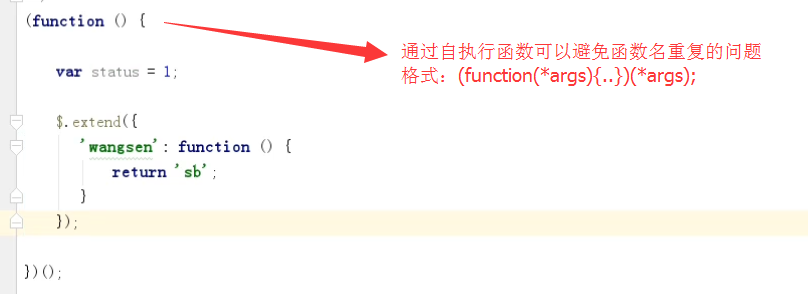 (function () {
通过自执行函数可以避免函数名重复的问题
格式：(function(*args){..})(*args);
var status = 1;
$.extend({
'wangsen': function () {
return 'sb';
}
});
})();